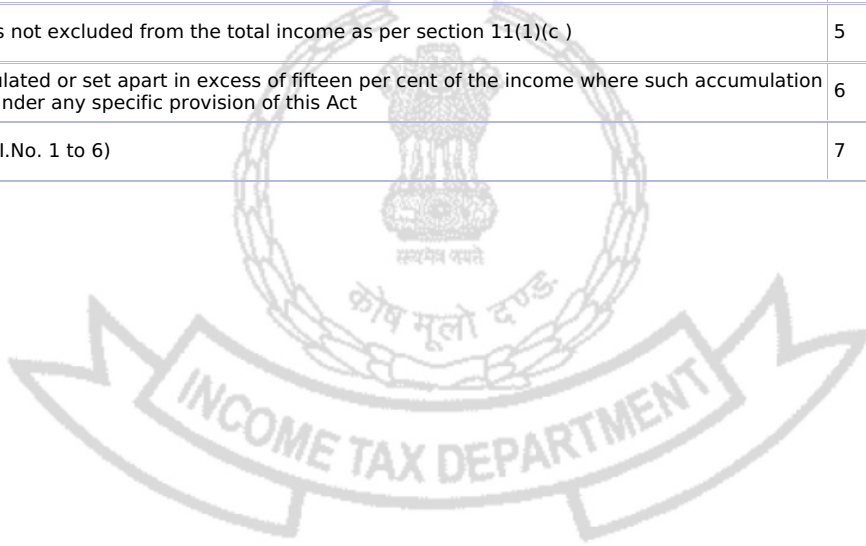 s not excluded from the total income as per section 11(1)(c ) 5
ulated or set apart in excess of fifteen per cent of the income where such accumulation 6
nder any specific provision of this Act
I.No. 1 to 6) 7
सत्यमेव जयते
कोष मूलो दण्डः
INCOME TAX DEPARTMENT